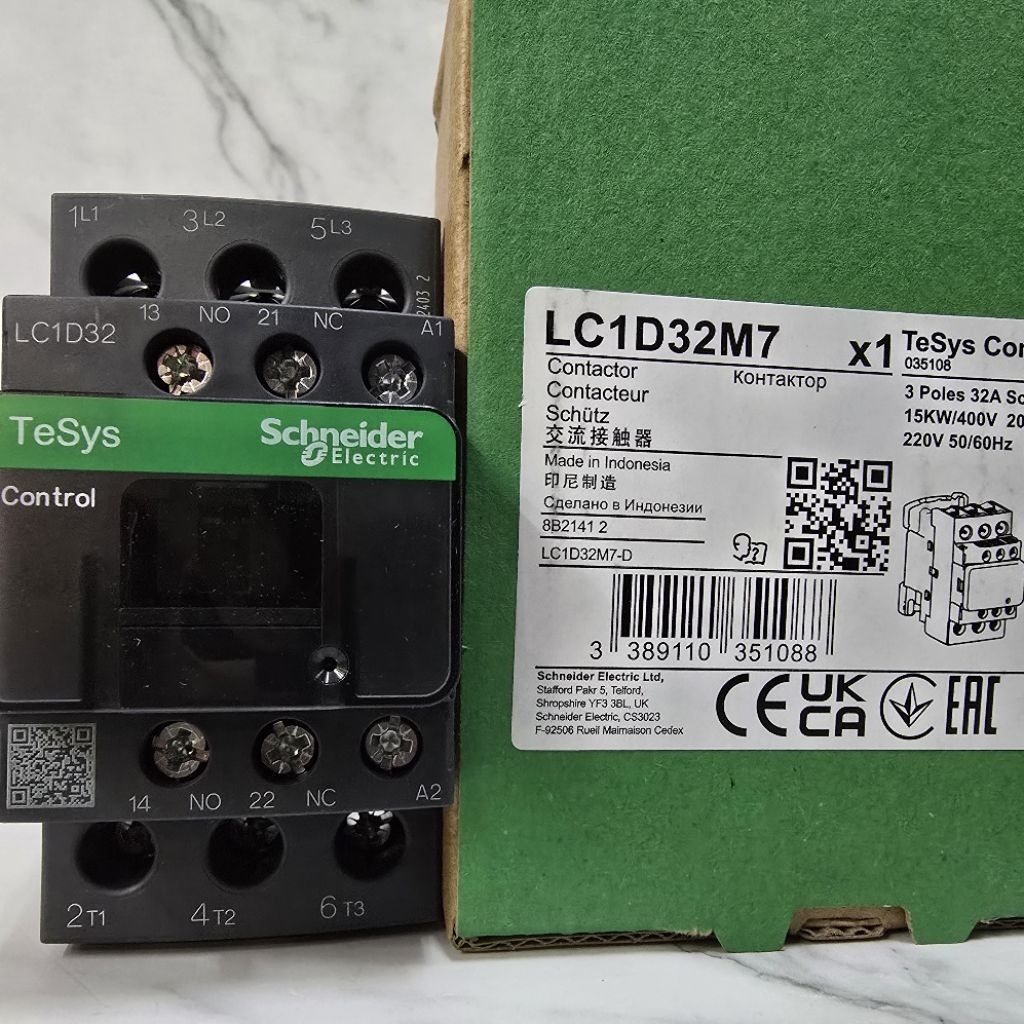 1L1 3L2 5L3
2403 2
13 NO 21 NC A1
LC1D32
TeSys
Schneider
Electric
Control
14 NO 22 NC A2
2T1 4T2 6T3
LC1D32M7
x1
TeSys Con
035108
Contactor
Контактор
Contacteur
Schütz
交流接触器
3 Poles 32A Sc
15KW/400V 20
220V 50/60Hz
Made in Indonesia
印尼制造
Сделано в Индонезии
8B2141 2
LC1D32M7-D
3 389110 351088
Schneider Electric Ltd,
Stafford Pakr 5, Telford,
Shropshire YF3 3BL, UK
Schneider Electric, CS3023
F-92506 Rueil Maimaison Cedex
CE UK CA EAC